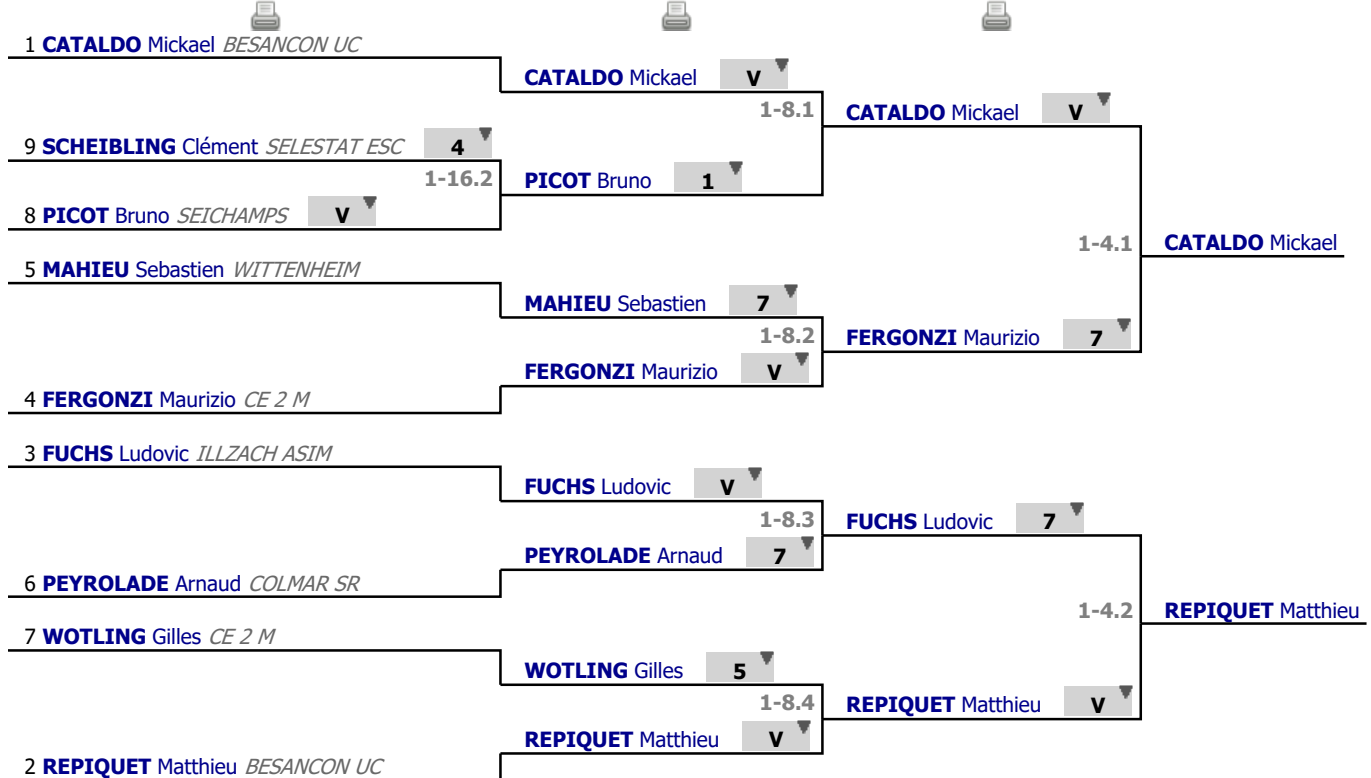 1 CATALDO Mickael BESANCON UC
CATALDO Mickael V
1-8.1
CATALDO Mickael V
9 SCHEIBLING Clément SELESTAT ESC 4
1-16.2
PICOT Bruno 1
8 PICOT Bruno SEICHAMPS V
1-4.1
CATALDO Mickael
5 MAHIEU Sebastien WITTENHEIM
MAHIEU Sebastien 7
1-8.2
FERGONZI Maurizio 7
FERGONZI Maurizio V
4 FERGONZI Maurizio CE 2 M
3 FUCHS Ludovic ILLZACH ASIM
FUCHS Ludovic V
1-8.3
FUCHS Ludovic 7
PEYROLADE Arnaud 7
6 PEYROLADE Arnaud COLMAR SR
1-4.2
REPIQUET Matthieu
7 WOTLING Gilles CE 2 M
WOTLING Gilles 5
1-8.4
REPIQUET Matthieu V
REPIQUET Matthieu V
2 REPIQUET Matthieu BESANCON UC